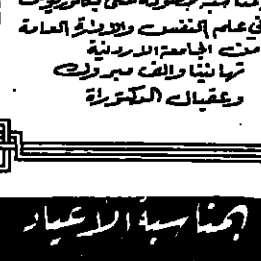 في علم النفس والادارة العامة
من الجامعة الاردنية
تهانينا والف مبروك
وعقبال الدكتوراة
بمناسبة الاعياد